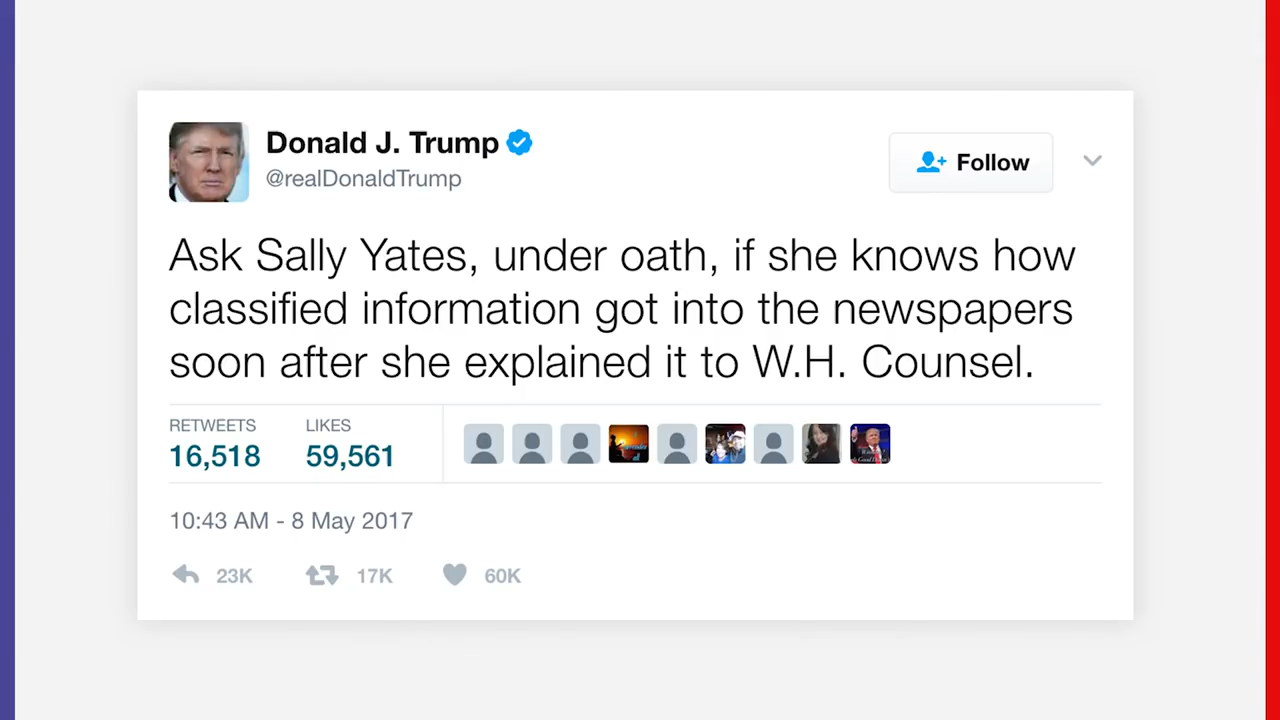 Donald J. Trump
@realDonaldTrump
Follow
Ask Sally Yates, under oath, if she knows how
classified information got into the newspapers
soon after she explained it to W.H. Counsel.
RETWEETS LIKES
16,518 59,561
10:43 AM - 8 May 2017
23K 17K 60K